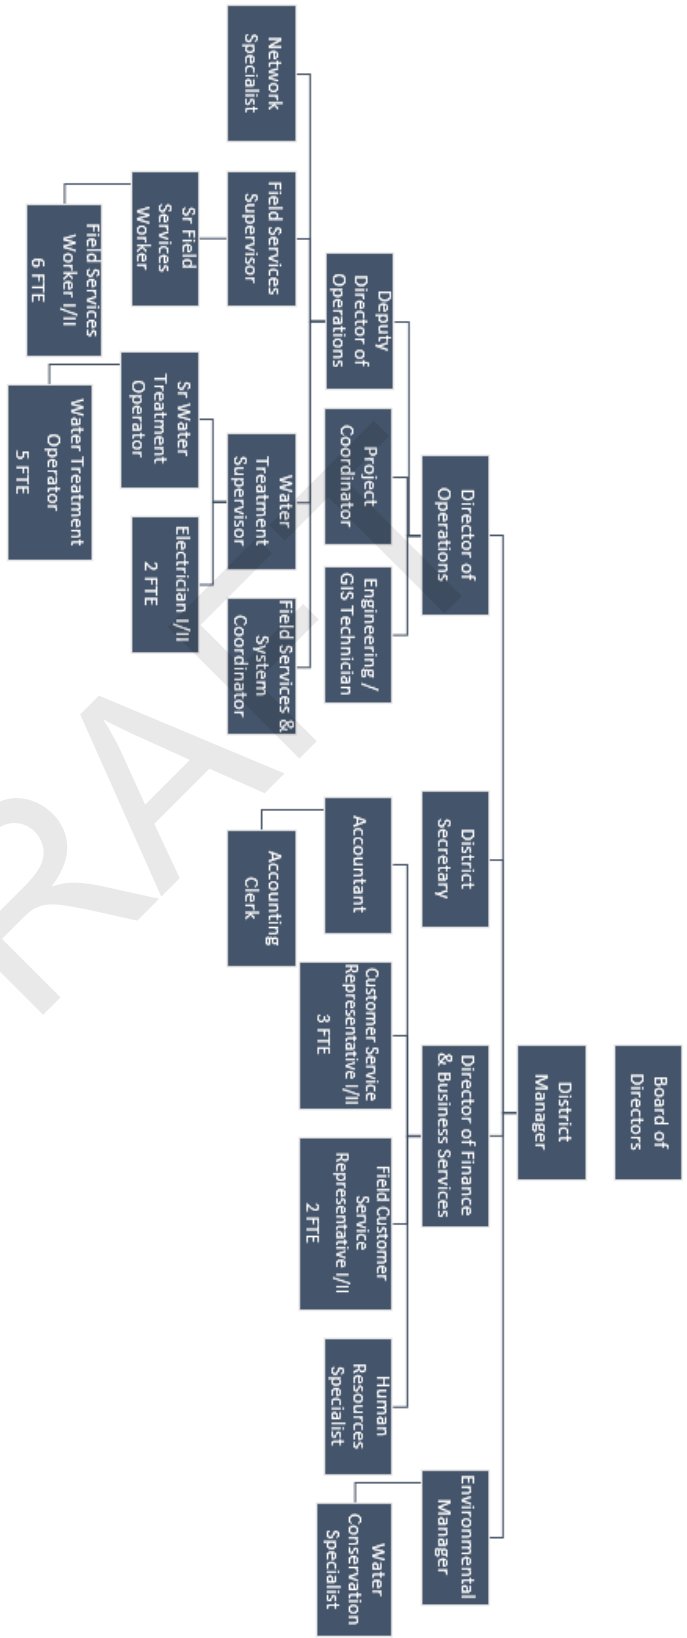 Board of
Directors
District
Manager
Director of
Operations
District
Secretary
Director of Finance
& Business Services
Environmental
Manager
Deputy
Director of
Operations
Project
Coordinator
Engineering /
GIS Technician
Accountant
Customer Service
Representative I/II
3 FTE
Field Customer
Service
Representative I/II
2 FTE
Human
Resources
Specialist
Water
Conservation
Specialist
Network
Specialist
Field Services
Supervisor
Water
Treatment
Supervisor
Field Services &
System
Coordinator
Accounting
Clerk
Sr Field
Services
Worker
Sr Water
Treatment
Operator
Electrician I/II
2 FTE
Field Services
Worker I/II
6 FTE
Water Treatment
Operator
5 FTE
DRAFT